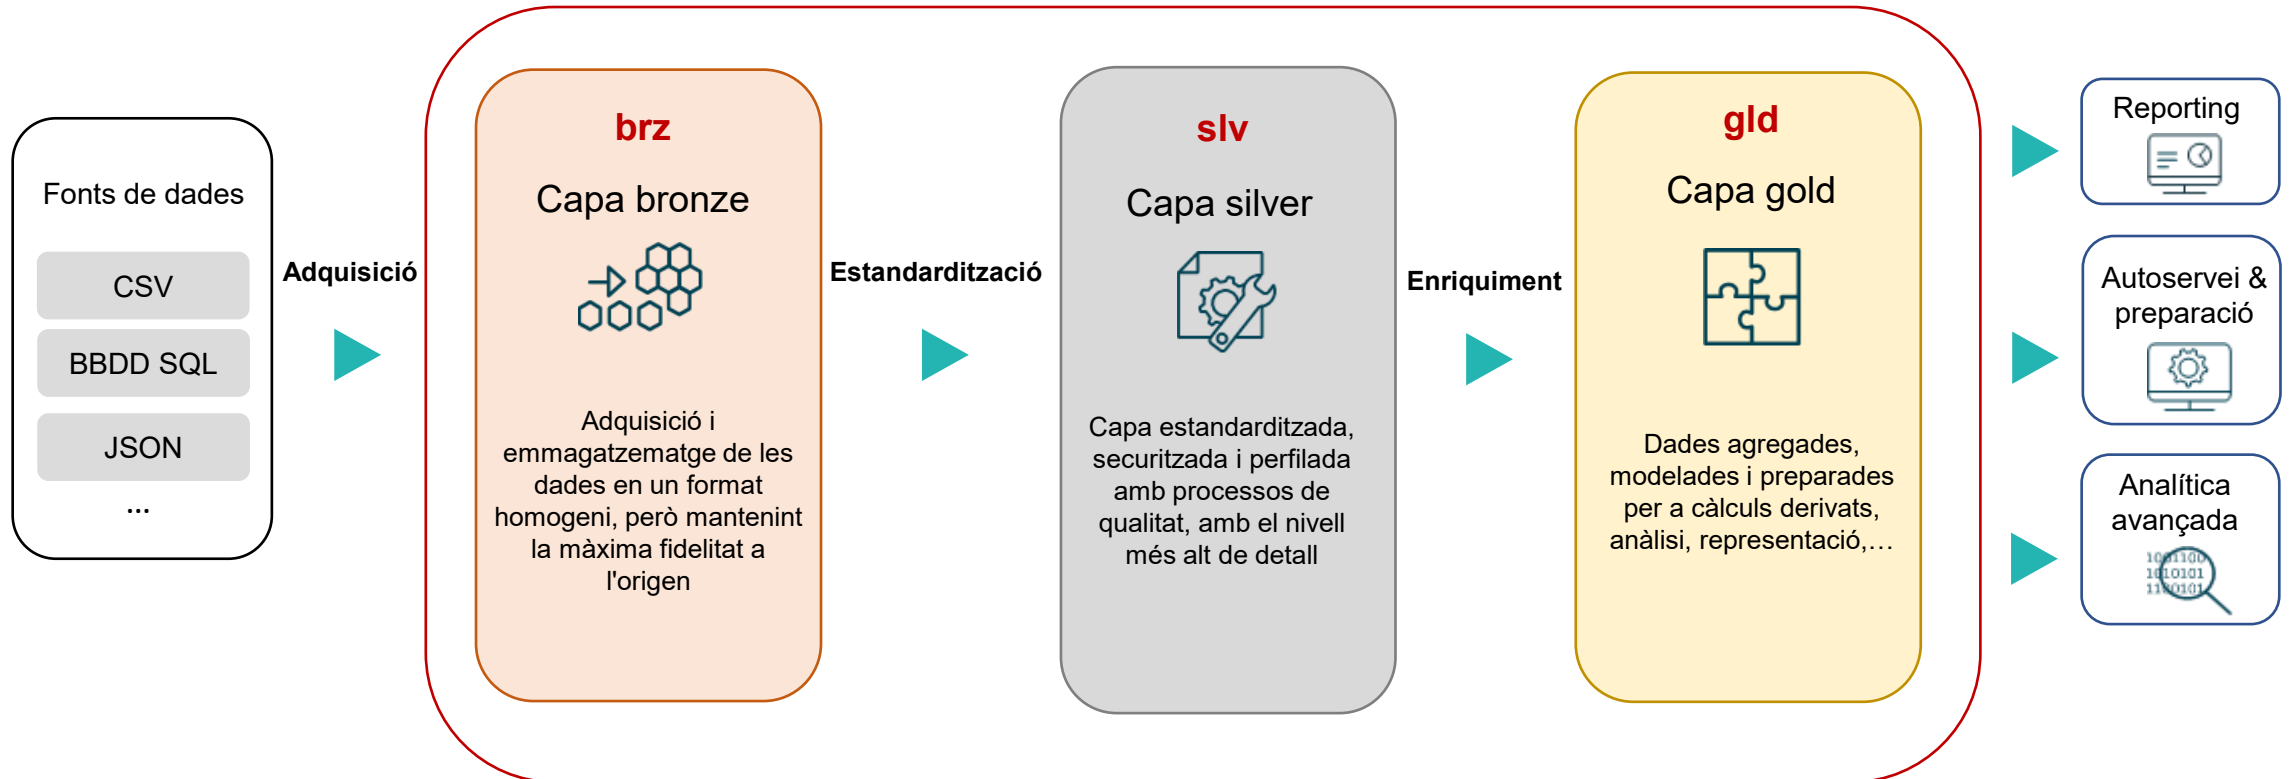 Fonts de dades
CSV
BBDD SQL
JSON
...
Adquisició
brz
Capa bronze
Adquisició i
emmagatzematge de les
dades en un format
homogeni, però mantenint
la màxima fidelitat a
l'origen
Estandardització
slv
Capa silver
Capa estandarditzada,
securitzada i perfilada
amb processos de
qualitat, amb el nivell
més alt de detall
Enriquiment
gld
Capa gold
Dades agregades,
modelades i preparades
per a càlculs derivats,
anàlisi, representació,…
Reporting
Autoservei &
preparació
Analítica
avançada
1001100
1010101
1100101